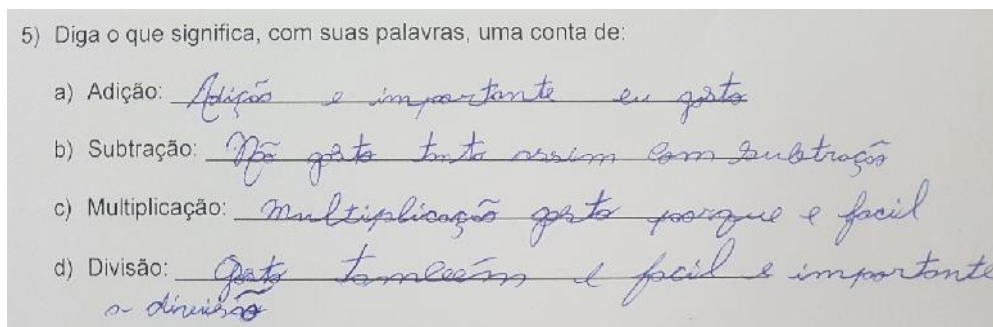 5) Diga o que significa, com suas palavras, uma conta de:
a) Adição: Adição e importante eu gosto
b) Subtração: Não gosto tanto assim com subtração
c) Multiplicação: Multiplicação gosto porque e facil
d) Divisão: Gosto tambeém e facil e importante
a divisão